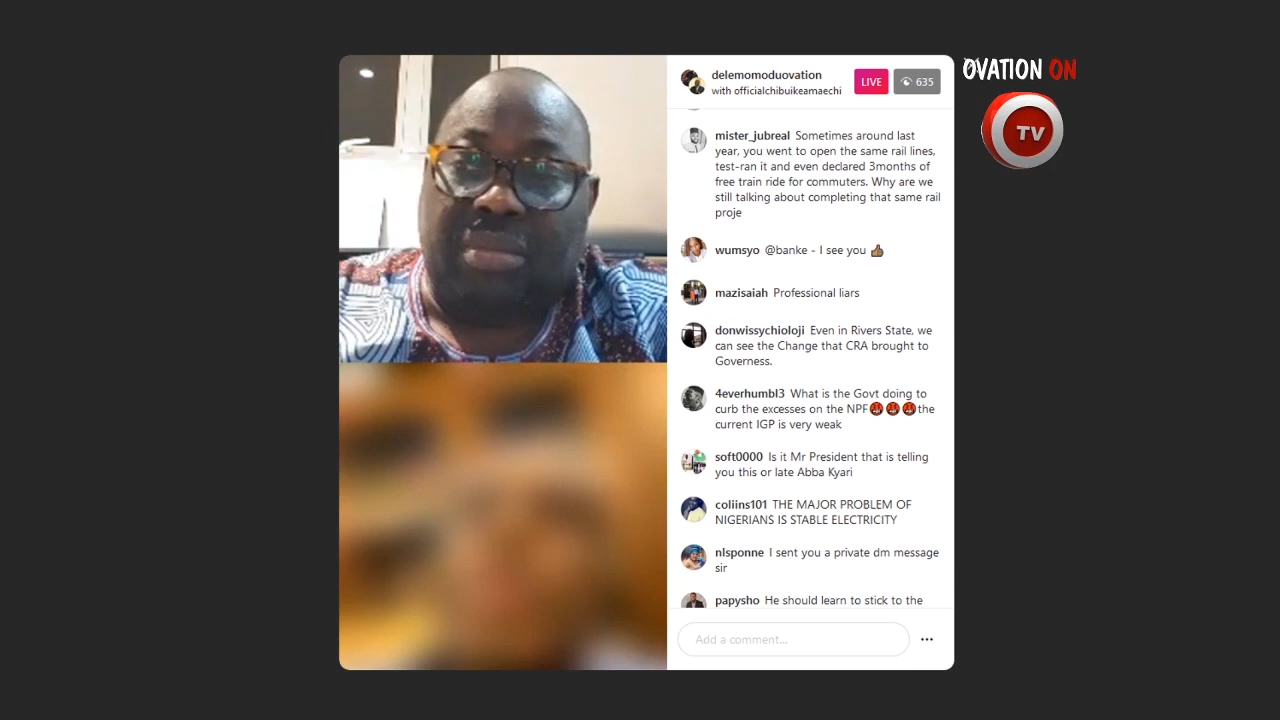 OVATION ON
TV
delemomoduovation
with officialchibuikeamaechi
LIVE
635
mister_jubreal Sometimes around last
year, you went to open the same rail lines,
test-ran it and even declared 3months of
free train ride for commuters. Why are we
still talking about completing that same rail
proje
wumsyo @banke - I see you 👍🏾
mazisaiah Professional liars
donwissychioloji Even in Rivers State, we
can see the Change that CRA brought to
Governess.
4everhumbl3 What is the Govt doing to
curb the excesses on the NPF🤬🤬🤬the
current IGP is very weak
soft0000 Is it Mr President that is telling
you this or late Abba Kyari
coliins101 THE MAJOR PROBLEM OF
NIGERIANS IS STABLE ELECTRICITY
nlsponne I sent you a private dm message
sir
papysho He should learn to stick to the
Add a comment...